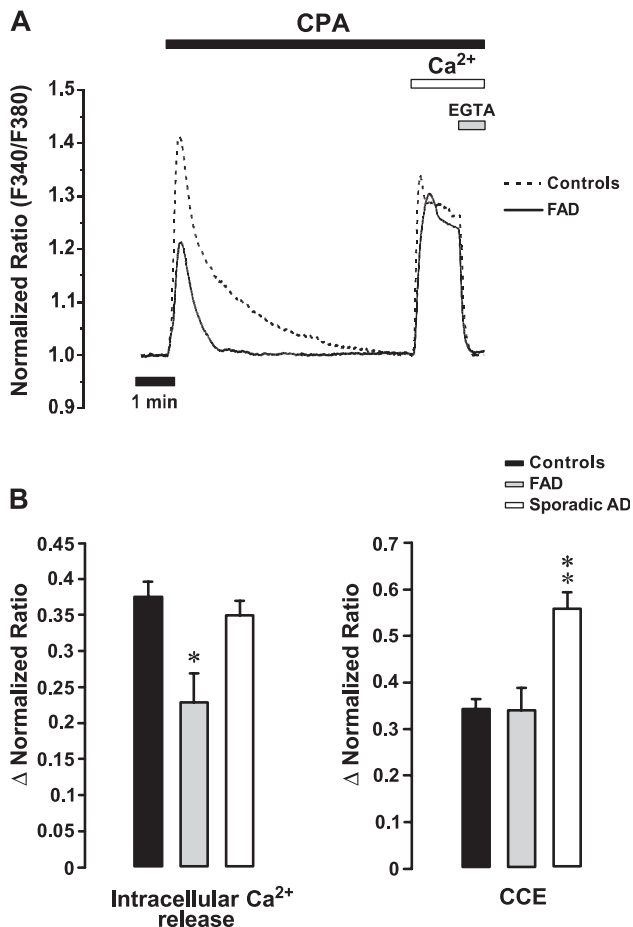 A
CPA
Ca2+
EGTA
Normalized Ratio (F340/F380)
1.5
1.4
1.3
1.2
1.1
1.0
0.9
Controls
FAD
1 min
Controls
FAD
Sporadic AD
B
Δ Normalized Ratio
0.45
0.4
0.35
0.3
0.25
0.2
0.15
0.1
0.05
0
*
Intracellular Ca2+
release
Δ Normalized Ratio
0.7
0.6
0.5
0.4
0.3
0.2
0.1
0
*
*
CCE